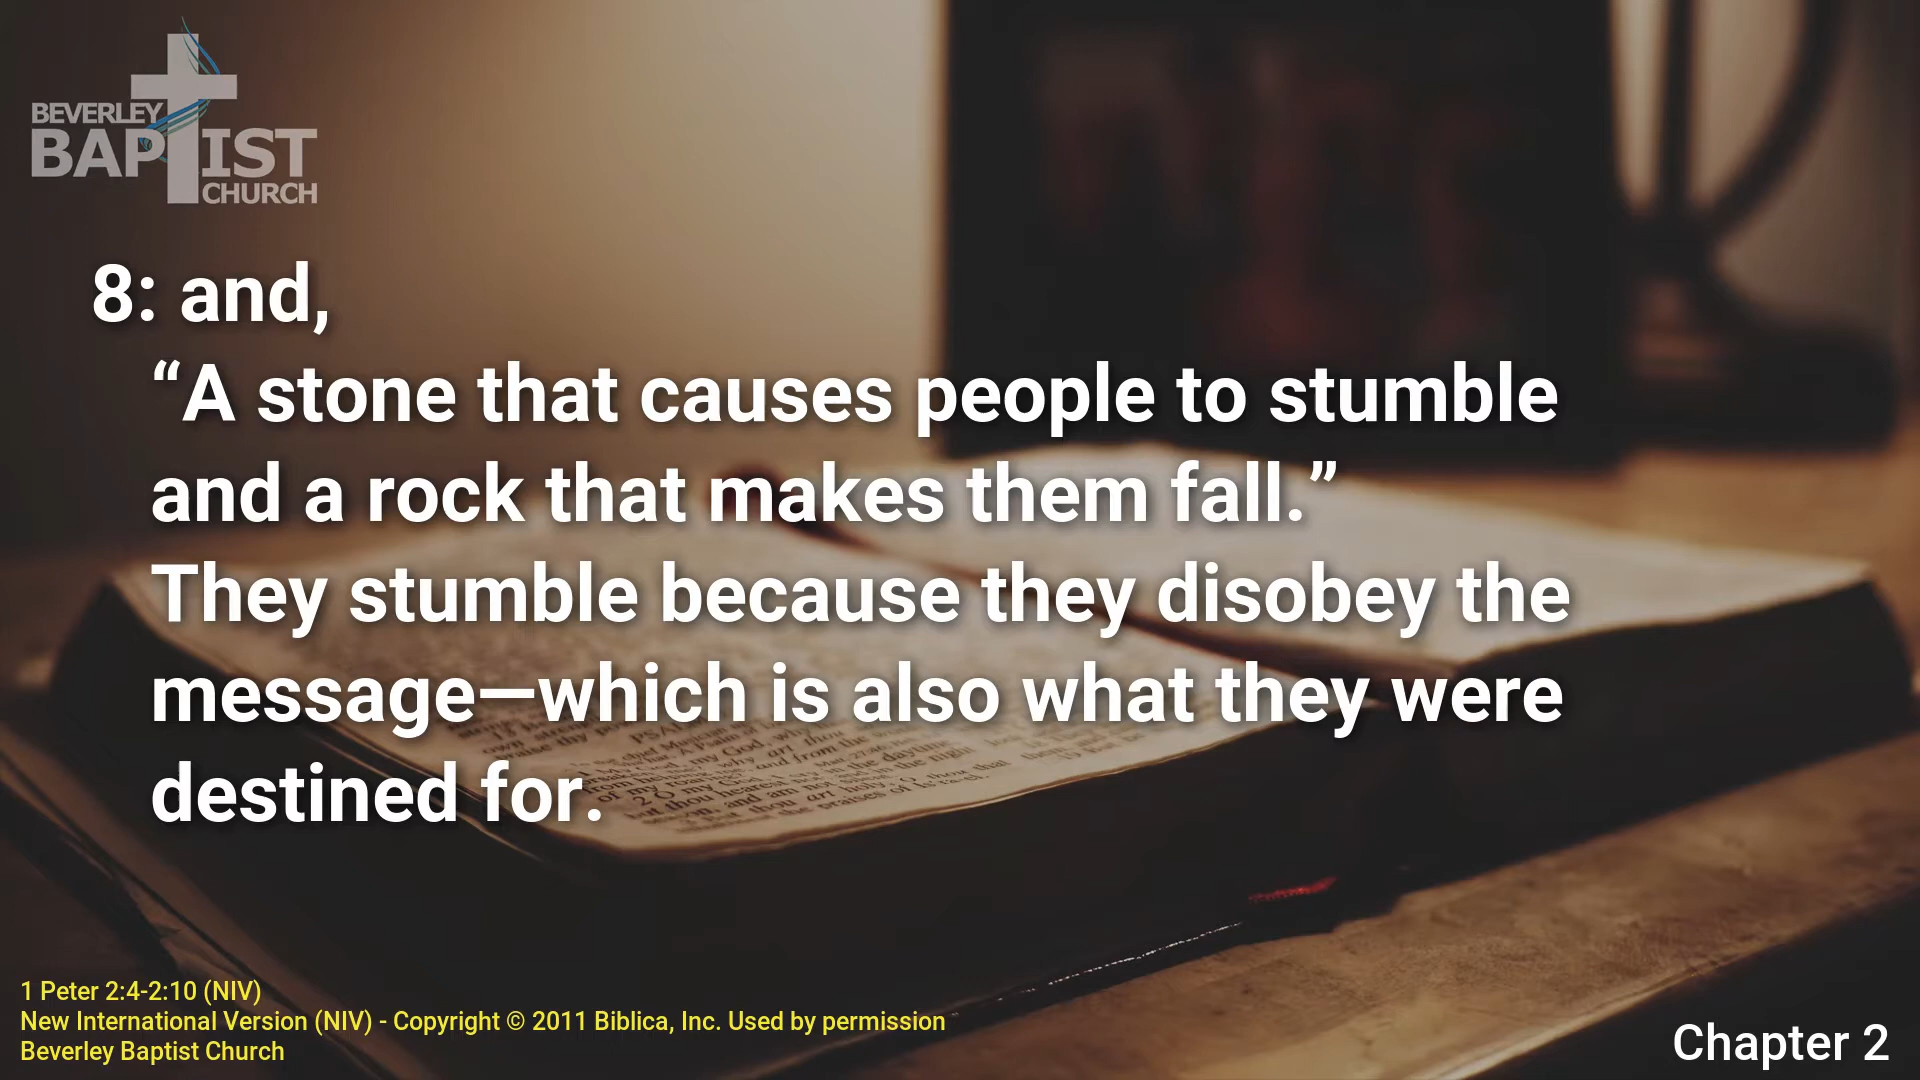 BEVERLEY
BAPTIST
CHURCH
8: and,
“A stone that causes people to stumble
and a rock that makes them fall.”
They stumble because they disobey the
message—which is also what they were
destined for.
1 Peter 2:4-2:10 (NIV)
New International Version (NIV) - Copyright © 2011 Biblica, Inc. Used by permission
Beverley Baptist Church
Chapter 2